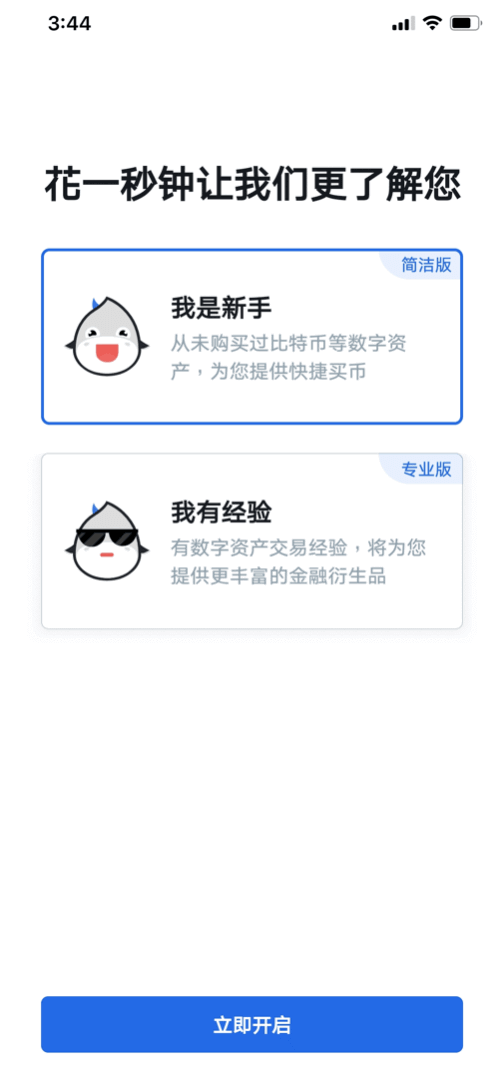 3:44
花一秒钟让我们更了解您
简洁版
我是新手
从未购买过比特币等数字资
产，为您提供快捷买币
专业版
我有经验
有数字资产交易经验，将为您
提供更丰富的金融衍生品
立即开启